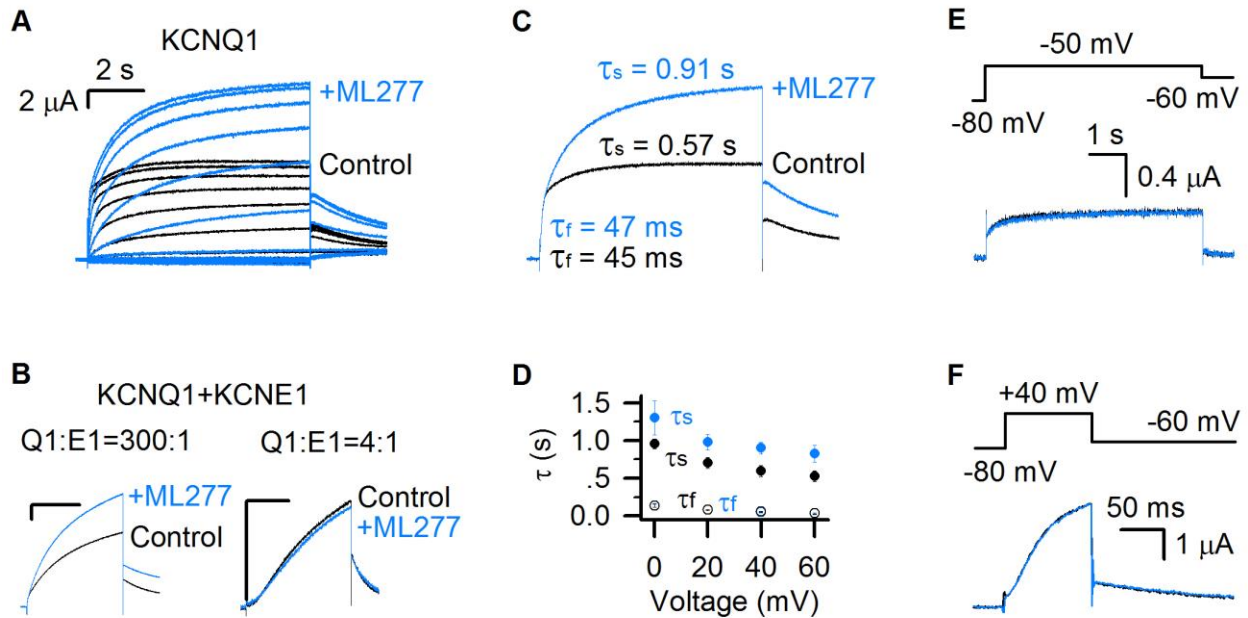 A
KCNQ1
2 s
2 μA
+ML277
Control
B
KCNQ1+KCNE1
Q1:E1=300:1
Q1:E1=4:1
+ML277
Control
Control
+ML277
C
τs = 0.91 s
+ML277
τs = 0.57 s
Control
τf = 47 ms
τf = 45 ms
D
1.5
1.0
.5
0.0
τ (s)
τs
τs
τf
τf
0 20 40 60
Voltage (mV)
E
-50 mV
-60 mV
-80 mV
1 s
0.4 μA
F
+40 mV
-60 mV
-80 mV
50 ms
1 μA